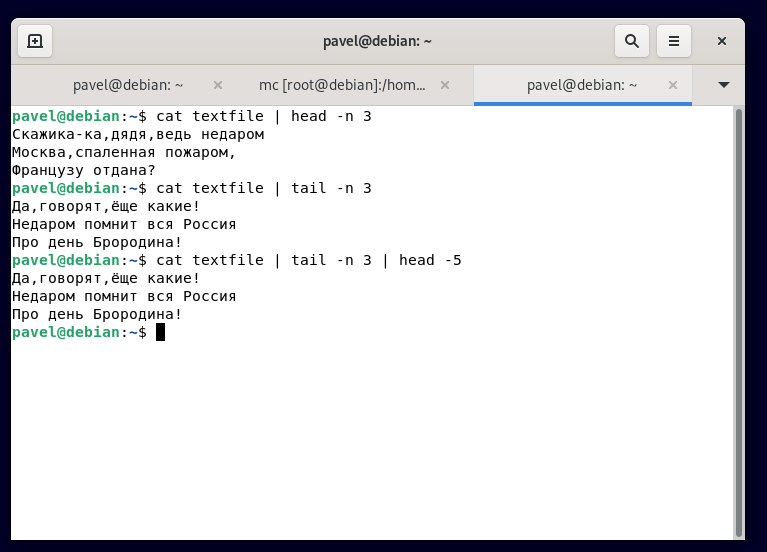 pavel@debian: ~
pavel@debian: ~
mc [root@debian]:/hom...
pavel@debian: ~
pavel@debian:~$ cat textfile | head -n 3
Скажика-ка,дядя,ведь недаром
Москва,спаленная пожаром,
Французу отдана?
pavel@debian:~$ cat textfile | tail -n 3
Да,говорят,ёще какие!
Недаром помнит вся Россия
Про день Брородина!
pavel@debian:~$ cat textfile | tail -n 3 | head -5
Да,говорят,ёще какие!
Недаром помнит вся Россия
Про день Брородина!
pavel@debian:~$